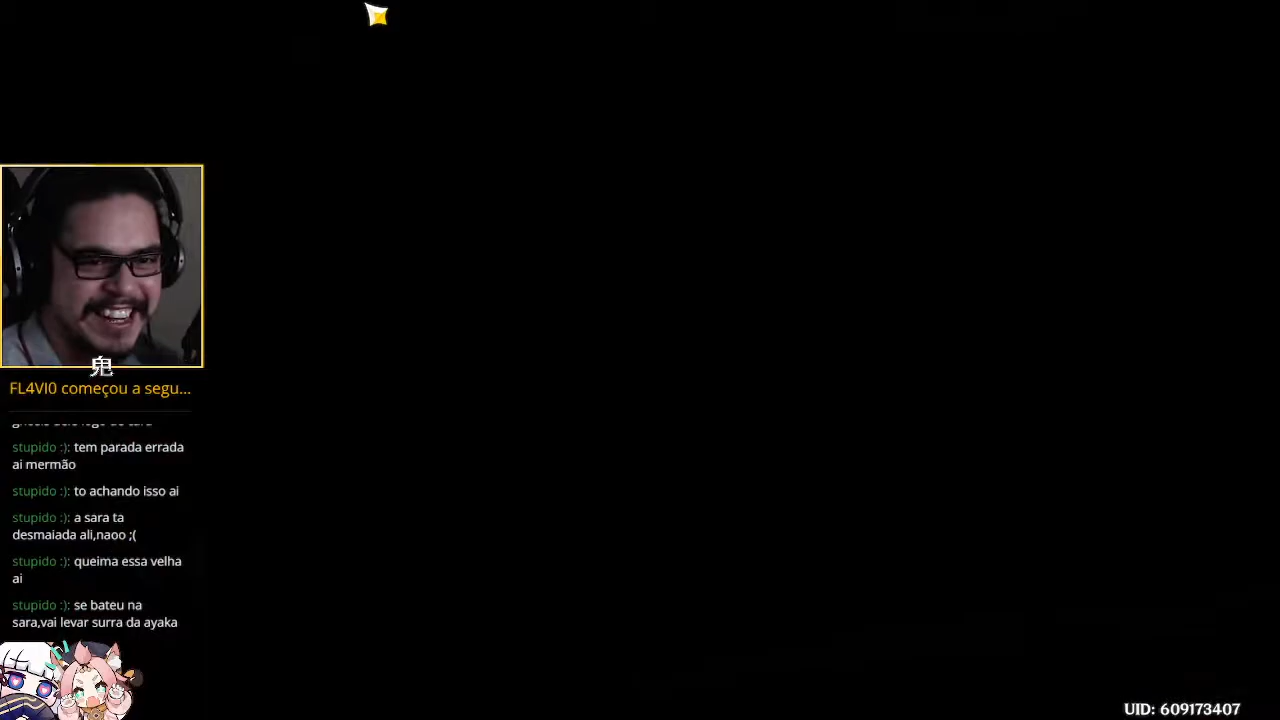 鬼
FL4VI0 começou a segu...
stupido :): tem parada errada
ai mermão
stupido :): to achando isso ai
stupido :): a sara ta
desmaiada ali,naoo ;(
stupido :): queima essa velha
ai
stupido :): se bateu na
sara,vai levar surra da ayaka
UID: 609173407